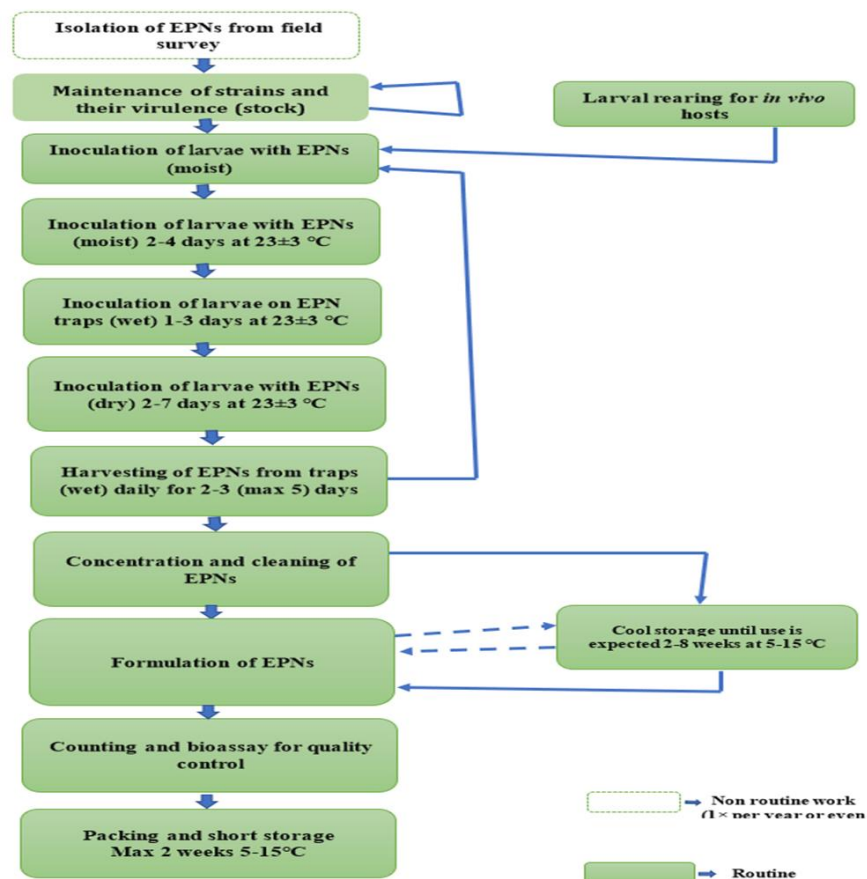 Isolation of EPNs from field
survey
Maintenance of strains and
their virulence (stock)
Larval rearing for in vivo
hosts
Inoculation of larvae with EPNs
(moist)
Inoculation of larvae with EPNs
(moist) 2-4 days at 23±3 °C
Inoculation of larvae on EPN
traps (wet) 1-3 days at 23±3 °C
Inoculation of larvae with EPNs
(dry) 2-7 days at 23±3 °C
Harvesting of EPNs from traps
(wet) daily for 2-3 (max 5) days
Concentration and cleaning of
EPNs
Cool storage until use is
expected 2-8 weeks at 5-15 °C
Formulation of EPNs
Counting and bioassay for quality
control
Packing and short storage
Max 2 weeks 5-15°C
Non routine work
(1× per year or even
Routine